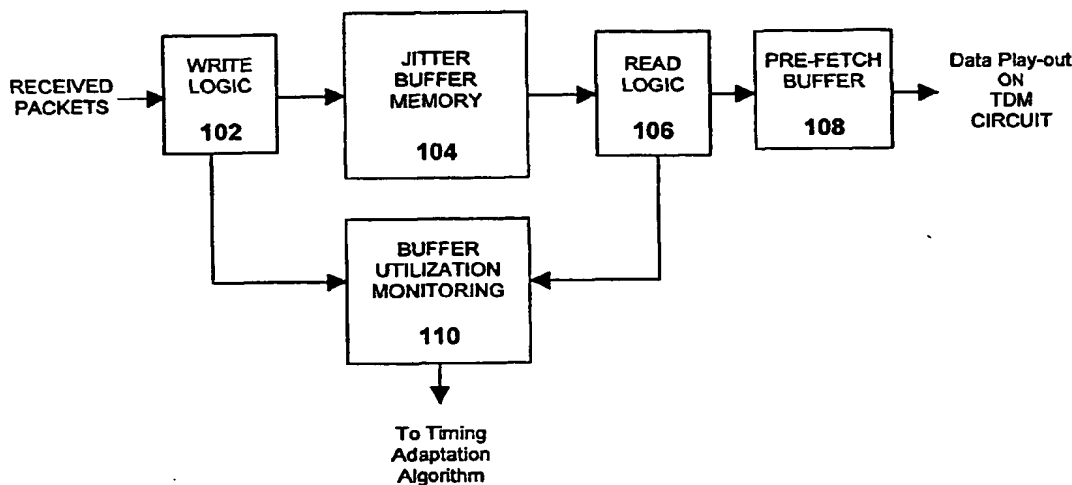 RECEIVED
PACKETS
WRITE
LOGIC
102
JITTER
BUFFER
MEMORY
104
READ
LOGIC
106
PRE-FETCH
BUFFER
108
Data Play-out
ON
TDM
CIRCUIT
BUFFER
UTILIZATION
MONITORING
110
To Timing
Adaptation
Algorithm